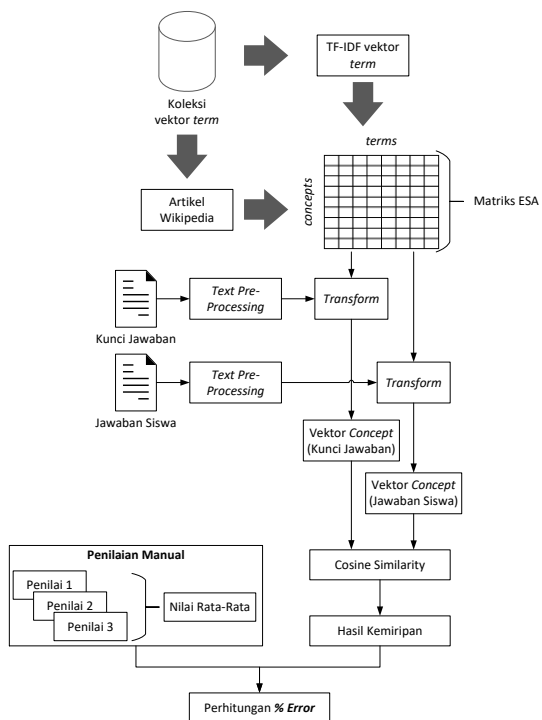 TF-IDF vektor
term
Koleksi
vektor term
terms
concepts
Artikel
Wikipedia
Matriks ESA
Text Pre-
Processing
Transform
Kunci Jawaban
Text Pre-
Processing
Transform
Jawaban Siswa
Vektor Concept
(Kunci Jawaban)
Vektor Concept
(Jawaban Siswa)
Penilaian Manual
Penilai 1
Penilai 2
Penilai 3
Nilai Rata-Rata
Cosine Similarity
Hasil Kemiripan
Perhitungan % Error